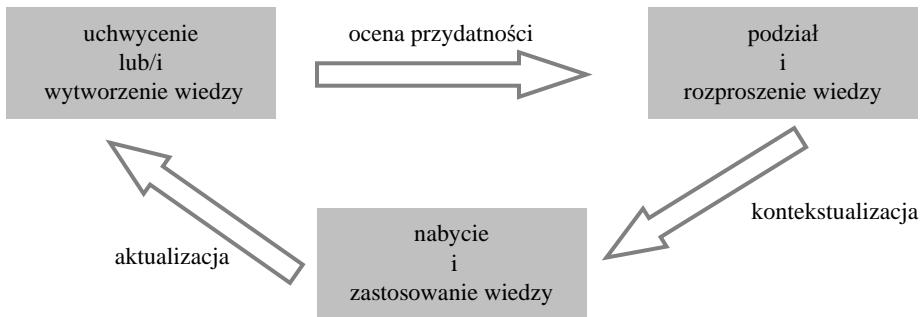 uchwycenie
lub/i
wytworzenie wiedzy
ocena przydatności
podział
i
rozproszenie wiedzy
kontekstualizacja
nabycie
i
zastosowanie wiedzy
aktualizacja